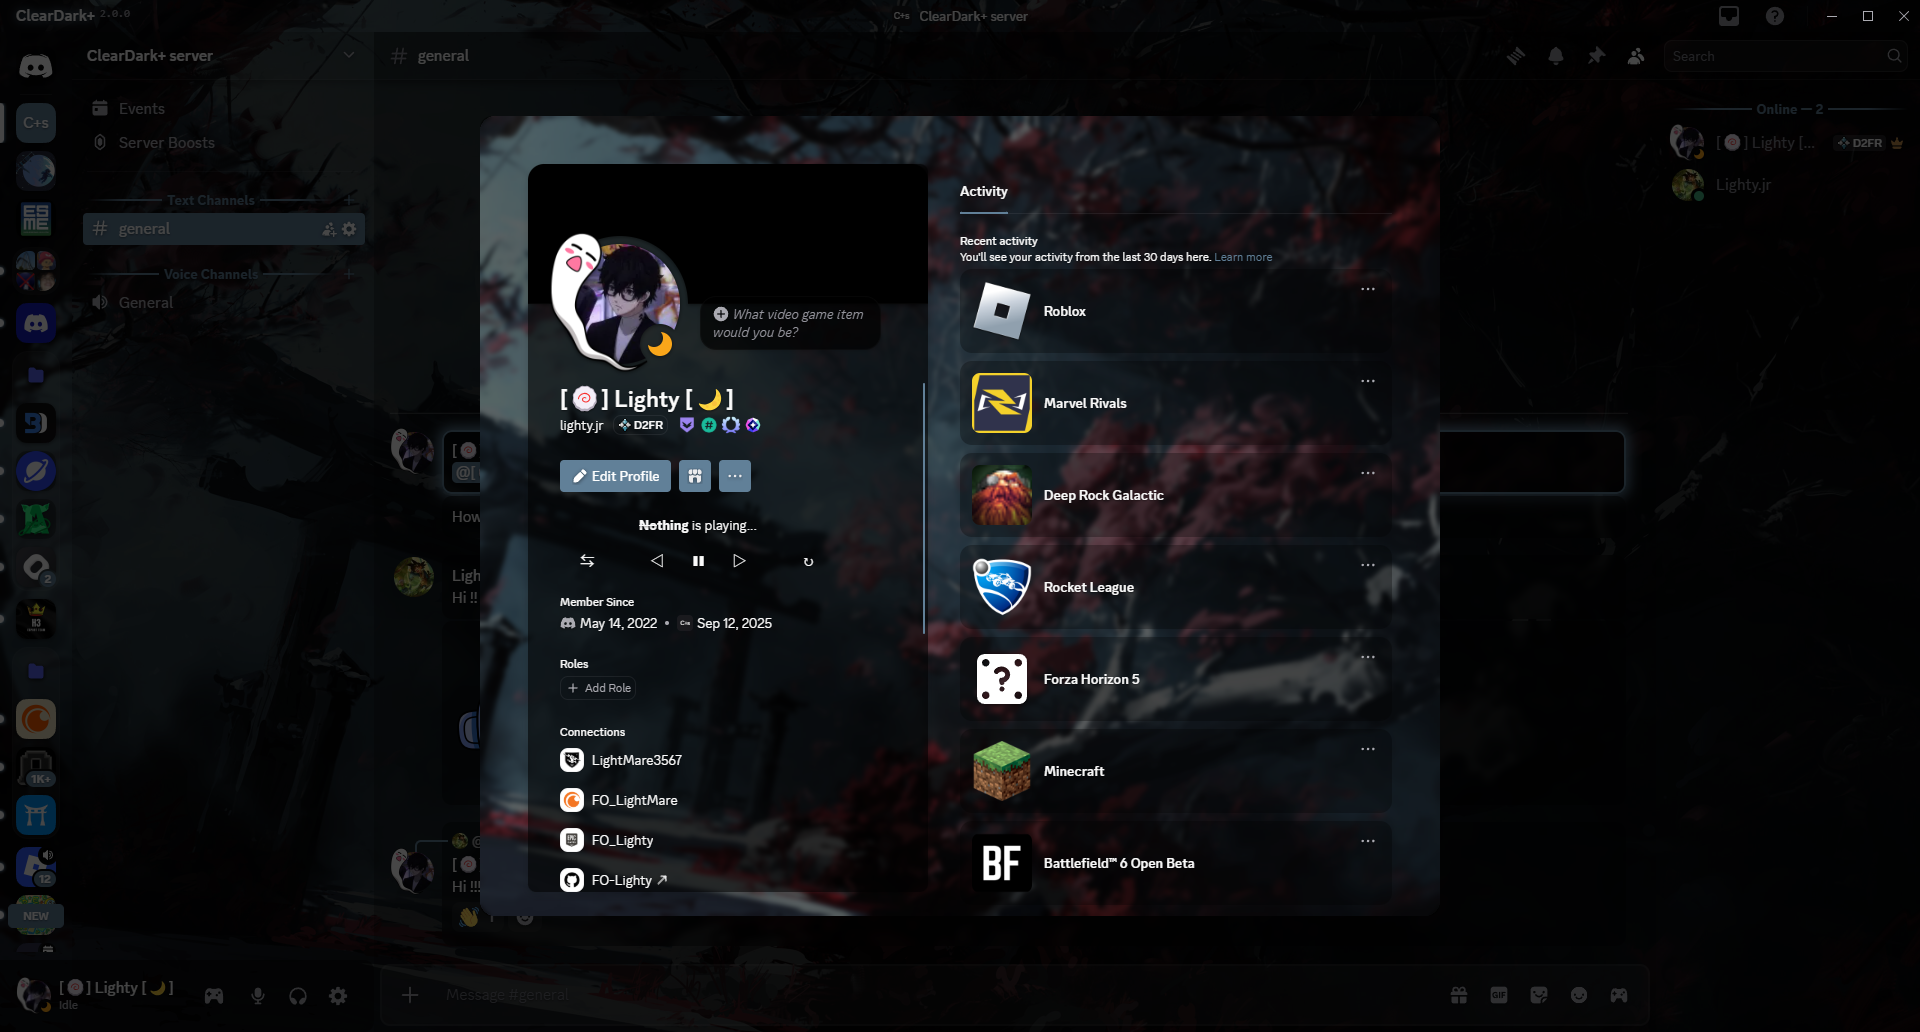 ClearDark+ 2.0.0
C+s ClearDark+ server
ClearDark+ server
# general
Search
Events
C+s
Server Boosts
Text Channels
# general
Voice Channels
General
ESME
2
1K+
12
NEW
Online — 2
[ 🍥 ] Lighty [... D2FR
Lighty.jr
What video game item
would you be?
[ 🍥 ] Lighty [ 🌙 ]
lighty.jr D2FR
Edit Profile
Nothing is playing...
Member Since
May 14, 2022 • C+s Sep 12, 2025
Roles
+ Add Role
Connections
LightMare3567
FO_LightMare
FO_Lighty
FO-Lighty
Activity
Recent activity
You'll see your activity from the last 30 days here. Learn more
Roblox
Marvel Rivals
Deep Rock Galactic
Rocket League
?
Forza Horizon 5
Minecraft
BF
Battlefield™ 6 Open Beta
[ 🍥
@[
How
Ligh
Hi !!
@
[ 🍥
Hi !!!
[ 🍥 ] Lighty [ 🌙 ]
Idle
Message #general
GIF